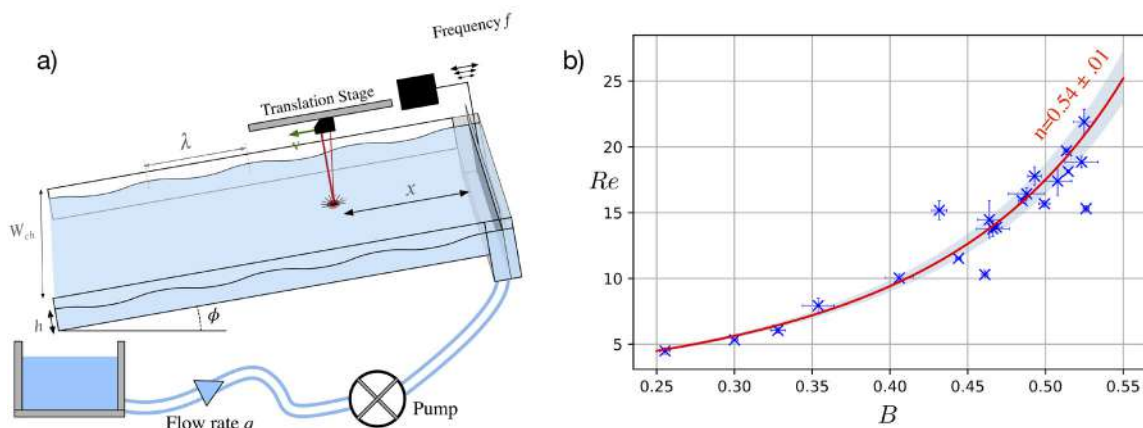 a)
Frequency f
Translation Stage
λ
x
W_ch
h
ϕ
Pump
Flow rate q
b)
n=0.54 ± .01
Re
25
20
15
10
5
0.25 0.30 0.35 0.40 0.45 0.50 0.55
B